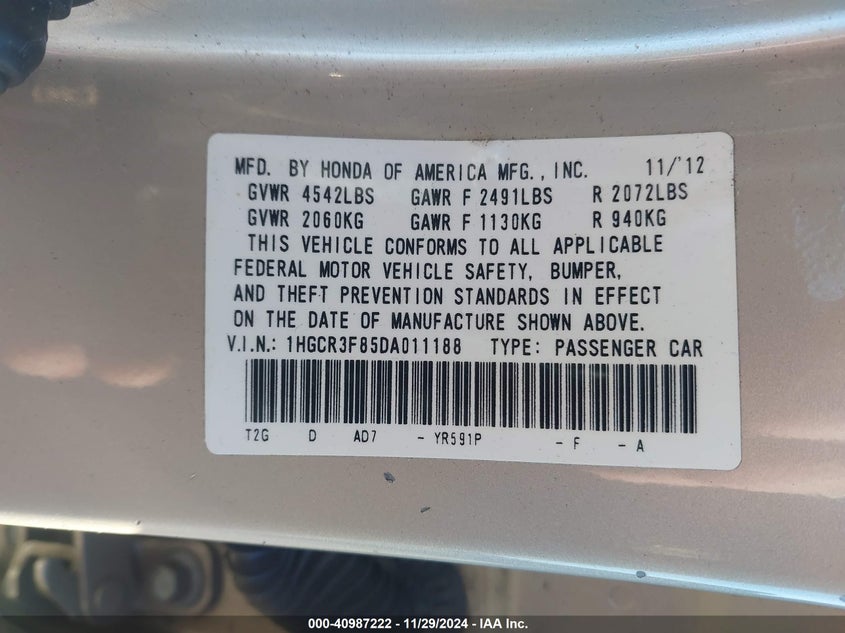 MFD. BY HONDA OF AMERICA MFG., INC. 11/'12
GVWR 4542LBS GAWR F 2491LBS R 2072LBS
GVWR 2060KG GAWR F 1130KG R 940KG
THIS VEHICLE CONFORMS TO ALL APPLICABLE
FEDERAL MOTOR VEHICLE SAFETY, BUMPER,
AND THEFT PREVENTION STANDARDS IN EFFECT
ON THE DATE OF MANUFACTURE SHOWN ABOVE.
V.I.N.: 1HGCR3F85DA011188 TYPE: PASSENGER CAR
T2G D AD7 - YR591P - F - A
000-40987222 - 11/29/2024 - IAA Inc.